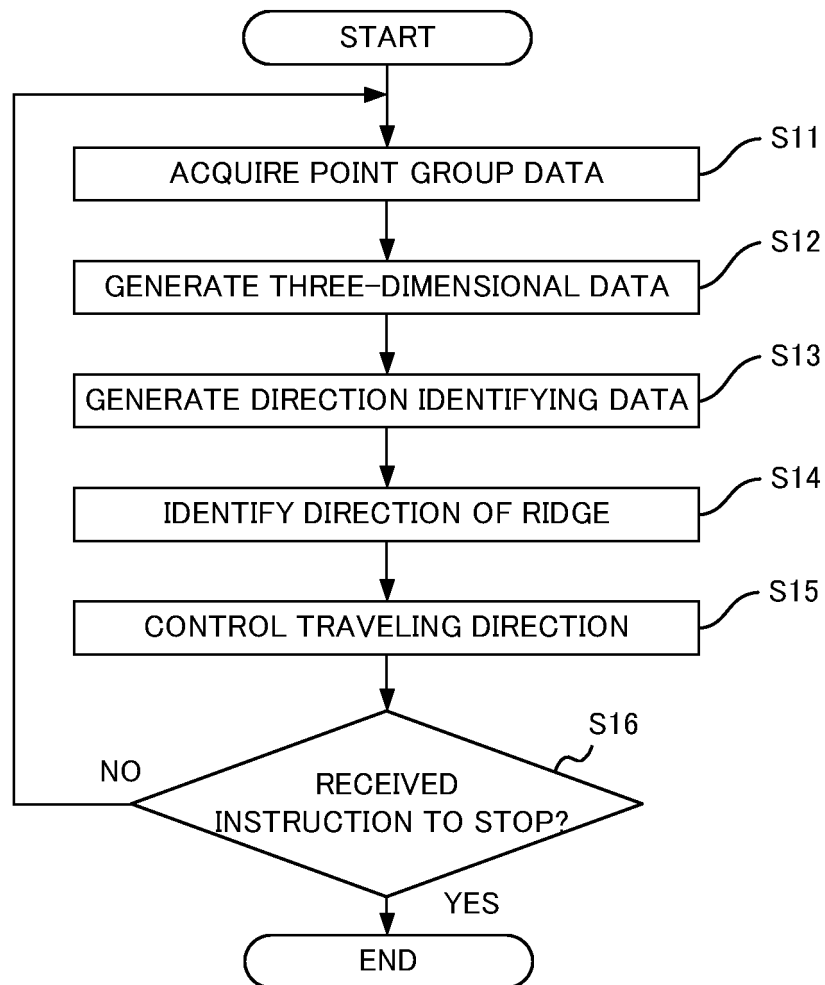 START
S11
ACQUIRE POINT GROUP DATA
S12
GENERATE THREE-DIMENSIONAL DATA
S13
GENERATE DIRECTION IDENTIFYING DATA
S14
IDENTIFY DIRECTION OF RIDGE
S15
CONTROL TRAVELING DIRECTION
S16
NO
RECEIVED
INSTRUCTION TO STOP?
YES
END